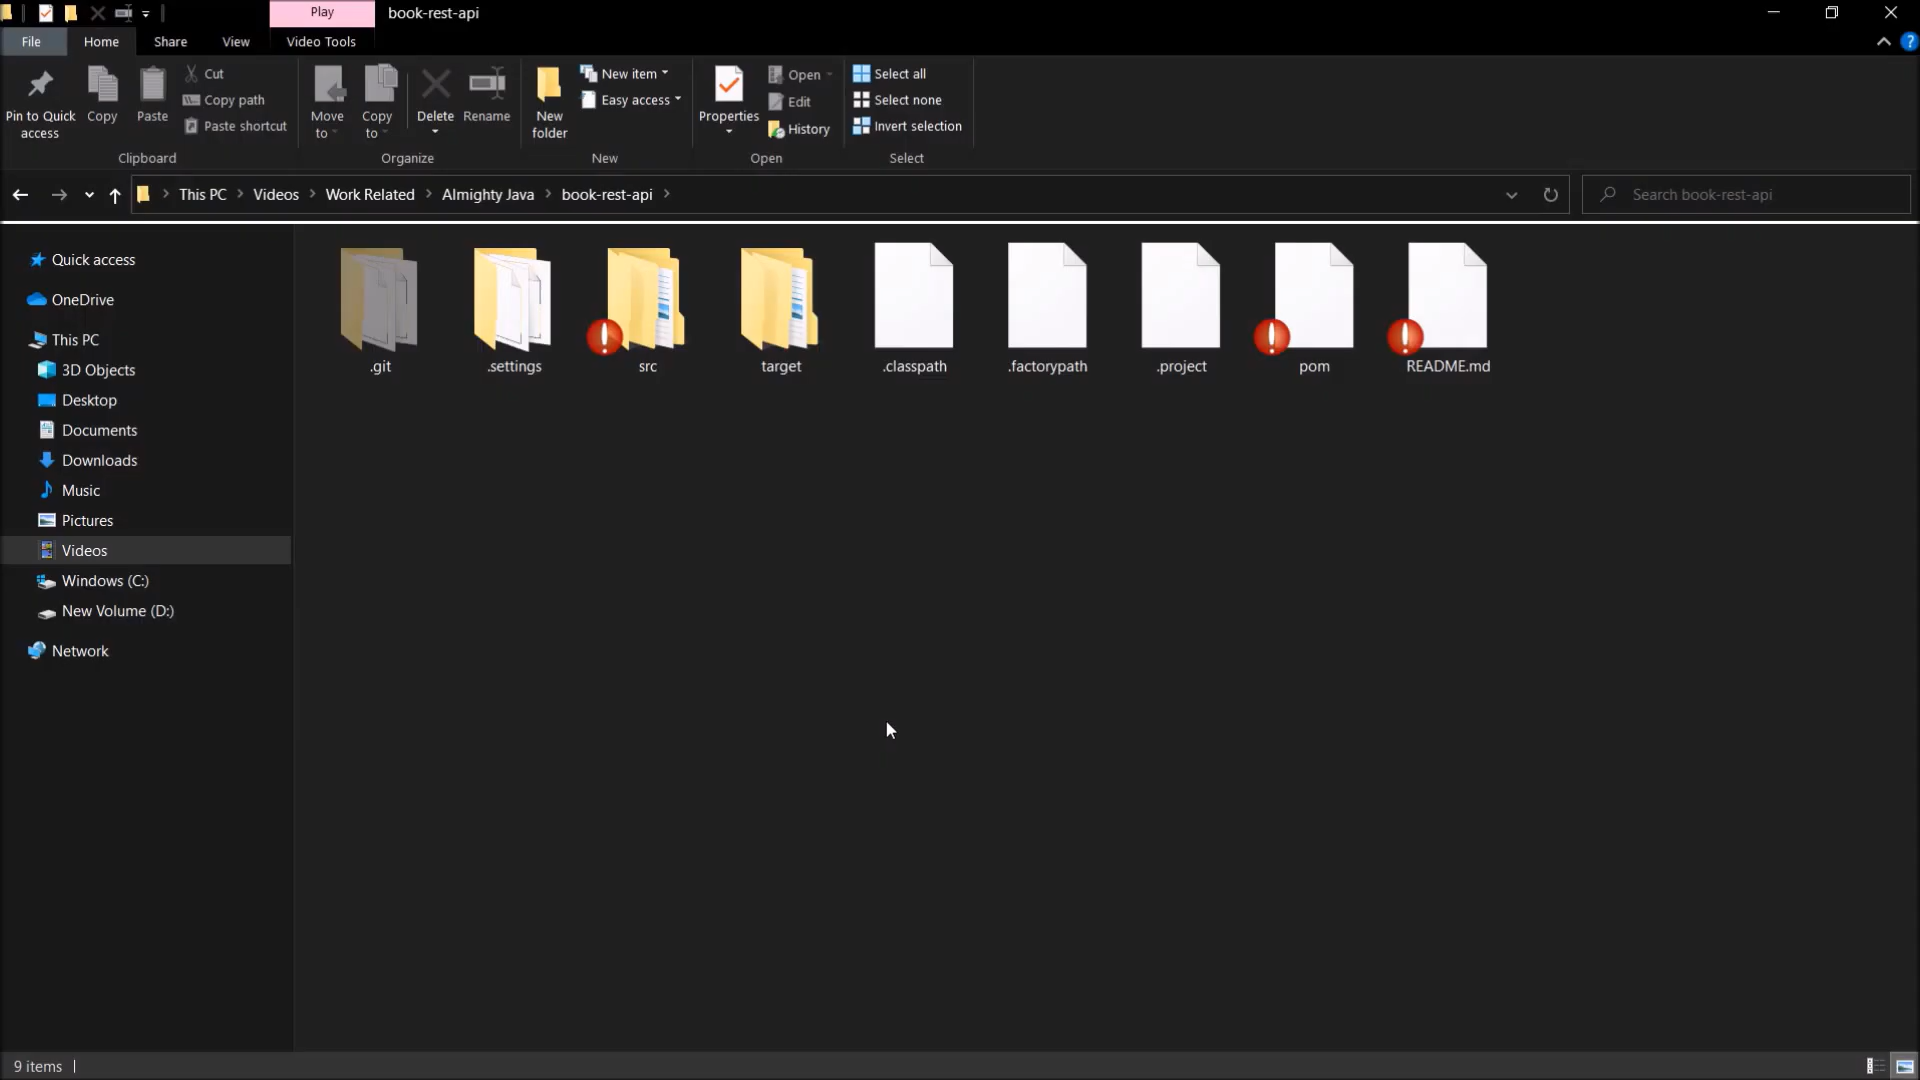 Play
book-rest-api
File
Home
Share
View
Video Tools
?
Pin to Quick access
Copy
Paste
Cut
Copy path
Paste shortcut
Clipboard
Move to
Copy to
Delete
Rename
Organize
New folder
New item
Easy access
New
Properties
Open
Edit
History
Open
Select all
Select none
Invert selection
Select
This PC
Videos
Work Related
Almighty Java
book-rest-api
Search book-rest-api
Quick access
OneDrive
This PC
3D Objects
Desktop
Documents
Downloads
Music
Pictures
Videos
Windows (C:)
New Volume (D:)
Network
.git
.settings
src
target
.classpath
.factorypath
.project
pom
README.md
9 items